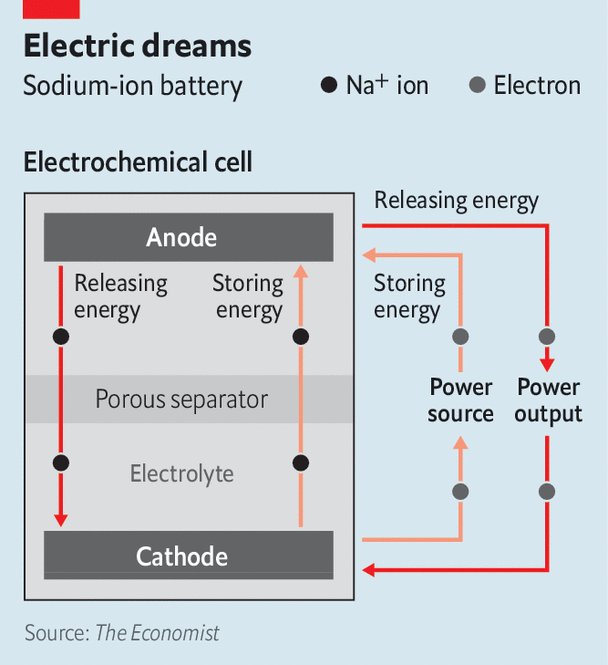 Electric dreams
Sodium-ion battery
Na+ ion
Electron
Electrochemical cell
Releasing energy
Anode
Releasing
energy
Storing
energy
Storing
energy
Porous separator
Power
source
Power
output
Electrolyte
Cathode
Source: The Economist